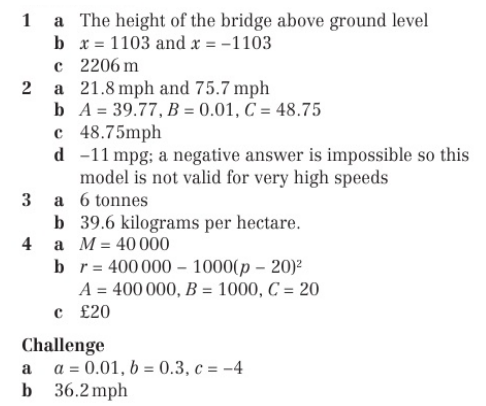 1 a The height of the bridge above ground level
b x = 1103 and x = −1103
c 2206 m
2 a 21.8 mph and 75.7 mph
b A = 39.77, B = 0.01, C = 48.75
c 48.75mph
d −11 mpg; a negative answer is impossible so this
model is not valid for very high speeds
3 a 6 tonnes
b 39.6 kilograms per hectare.
4 a M = 40 000
b r = 400 000 − 1000(p − 20)²
A = 400 000, B = 1000, C = 20
c £20
Challenge
a a = 0.01, b = 0.3, c = −4
b 36.2 mph